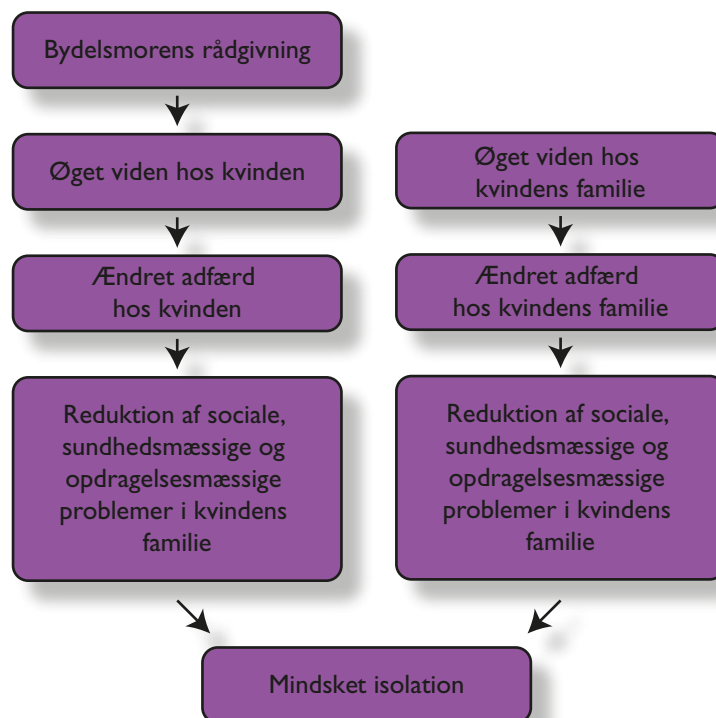 Bydelsmorens rådgivning
Øget viden hos kvinden
Ændret adfærd
hos kvinden
Reduktion af sociale,
sundhedsmæssige og
opdragelsesmæssige
problemer i kvindens
familie
Øget viden hos
kvindens familie
Ændret adfærd
hos kvindens familie
Reduktion af sociale,
sundhedsmæssige og
opdragelsesmæssige
problemer i kvindens
familie
Mindsket isolation